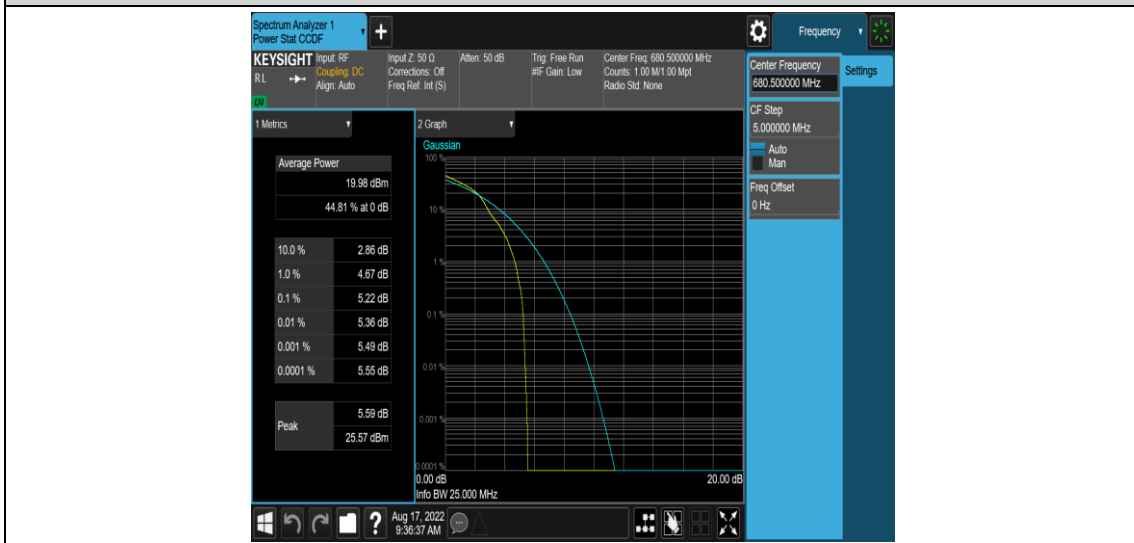 Spectrum Analyzer 1
Power Stat CCDF
+
Frequency
KEYSIGHT
RL
LXI
Input: RF
Coupling: DC
Align: Auto
Input Z: 50 Ω
Corrections: Off
Freq Ref: Int (S)
Atten: 50 dB
Trig: Free Run
#IF Gain: Low
Center Freq: 680.500000 MHz
Counts: 1.00 M/1.00 Mpt
Radio Std: None
Center Frequency
680.500000 MHz
Settings
CF Step
5.000000 MHz
Auto
Man
Freq Offset
0 Hz
1 Metrics
Average Power
19.98 dBm
44.81 % at 0 dB
10.0 % 2.86 dB
1.0 % 4.67 dB
0.1 % 5.22 dB
0.01 % 5.36 dB
0.001 % 5.49 dB
0.0001 % 5.55 dB
Peak
5.59 dB
25.57 dBm
2 Graph
Gaussian
100 %
10 %
1 %
0.1 %
0.01 %
0.001 %
0.0001 %
0.00 dB 20.00 dB
Info BW 25.000 MHz
?
Aug 17, 2022
9:36:37 AM